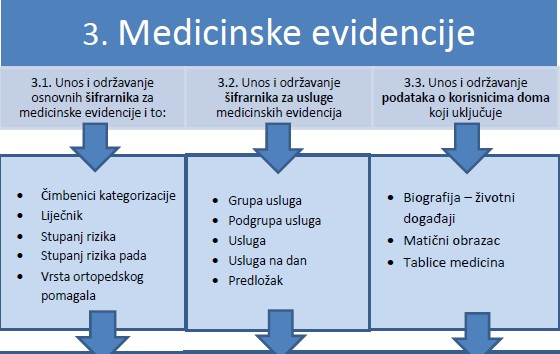 3. Medicinske evidencije
3.1. Unos i održavanje
osnovnih šifrarnika za
medicinske evidencije i to:
3.2. Unos i održavanje
šifrarnika za usluge
medicinskih evidencija
3.3. Unos i održavanje
podataka o korisnicima doma
koji uključuje
• Čimbenici kategorizacije
• Liječnik
• Stupanj rizika
• Stupanj rizika pada
• Vrsta ortopedskog
pomagala
• Grupa usluga
• Podgrupa usluga
• Usluga
• Usluga na dan
• Predložak
• Biografija – životni
događaji
• Matični obrazac
• Tablice medicina